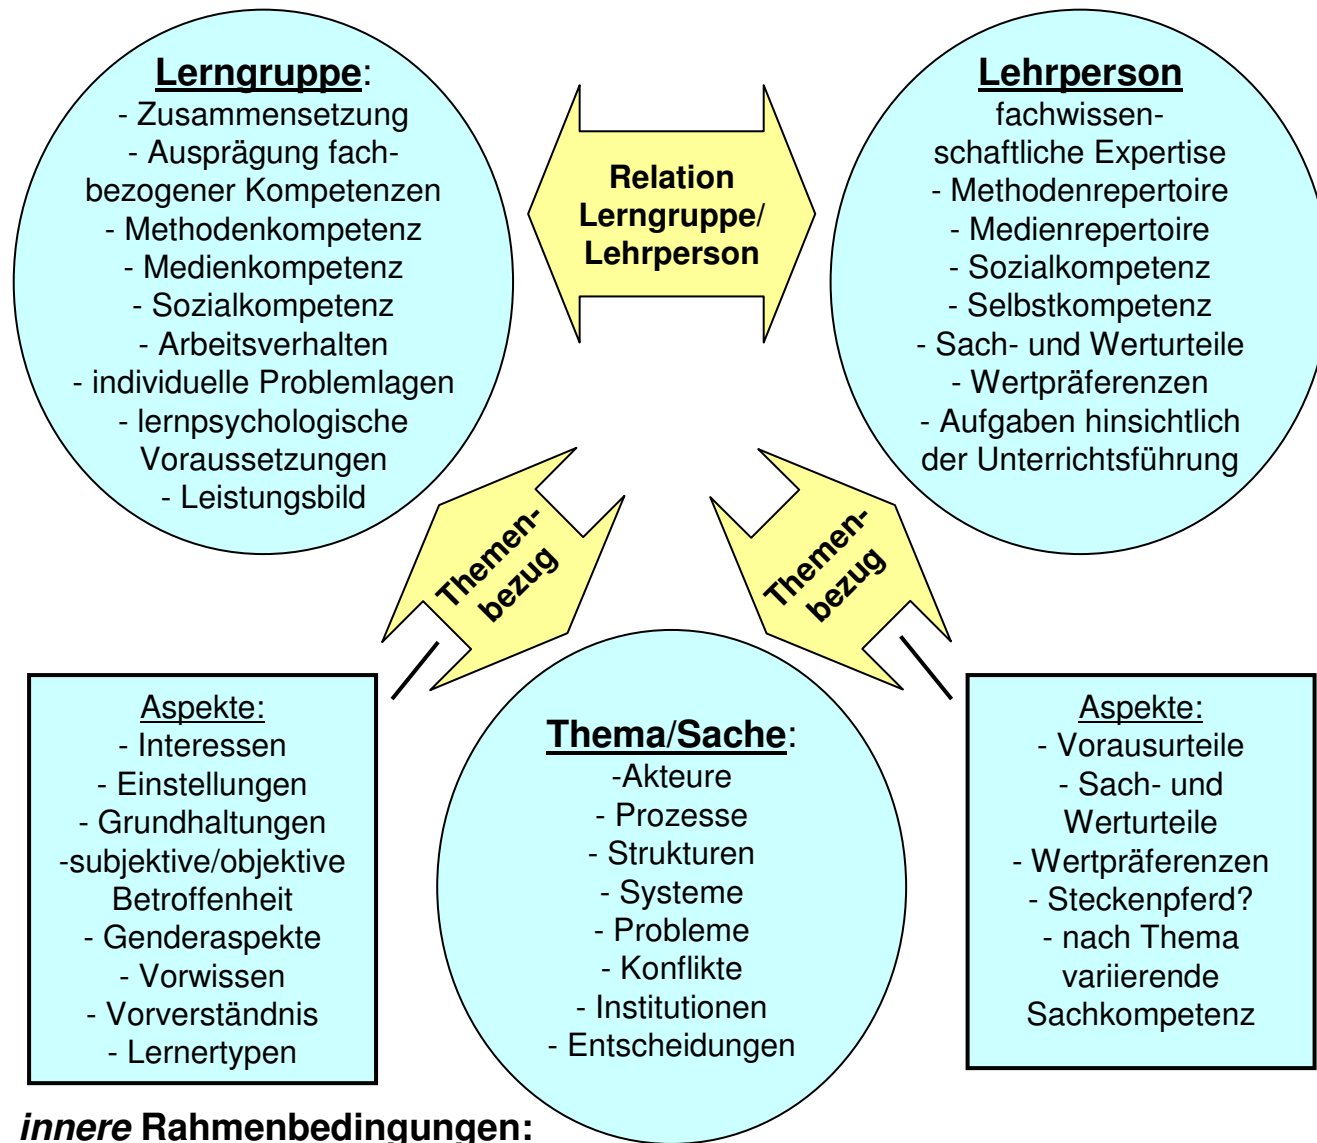 Lerngruppe:
- Zusammensetzung
- Ausprägung fach-
bezogener Kompetenzen
- Methodenkompetenz
- Medienkompetenz
- Sozialkompetenz
- Arbeitsverhalten
- individuelle Problemlagen
- lernpsychologische
Voraussetzungen
- Leistungsbild
Relation
Lerngruppe/
Lehrperson
Lehrperson
fachwissen-
schaftliche Expertise
- Methodenrepertoire
- Medienrepertoire
- Sozialkompetenz
- Selbstkompetenz
- Sach- und Werturteile
- Wertpräferenzen
- Aufgaben hinsichtlich
der Unterrichtsführung
Themen-
bezug
Themen-
bezug
Aspekte:
- Interessen
- Einstellungen
- Grundhaltungen
-subjektive/objektive
Betroffenheit
- Genderaspekte
- Vorwissen
- Vorverständnis
- Lernertypen
Thema/Sache:
-Akteure
- Prozesse
- Strukturen
- Systeme
- Probleme
- Konflikte
- Institutionen
- Entscheidungen
Aspekte:
- Vorausurteile
- Sach- und
Werturteile
- Wertpräferenzen
- Steckenpferd?
- nach Thema
variierende
Sachkompetenz
innere Rahmenbedingungen: